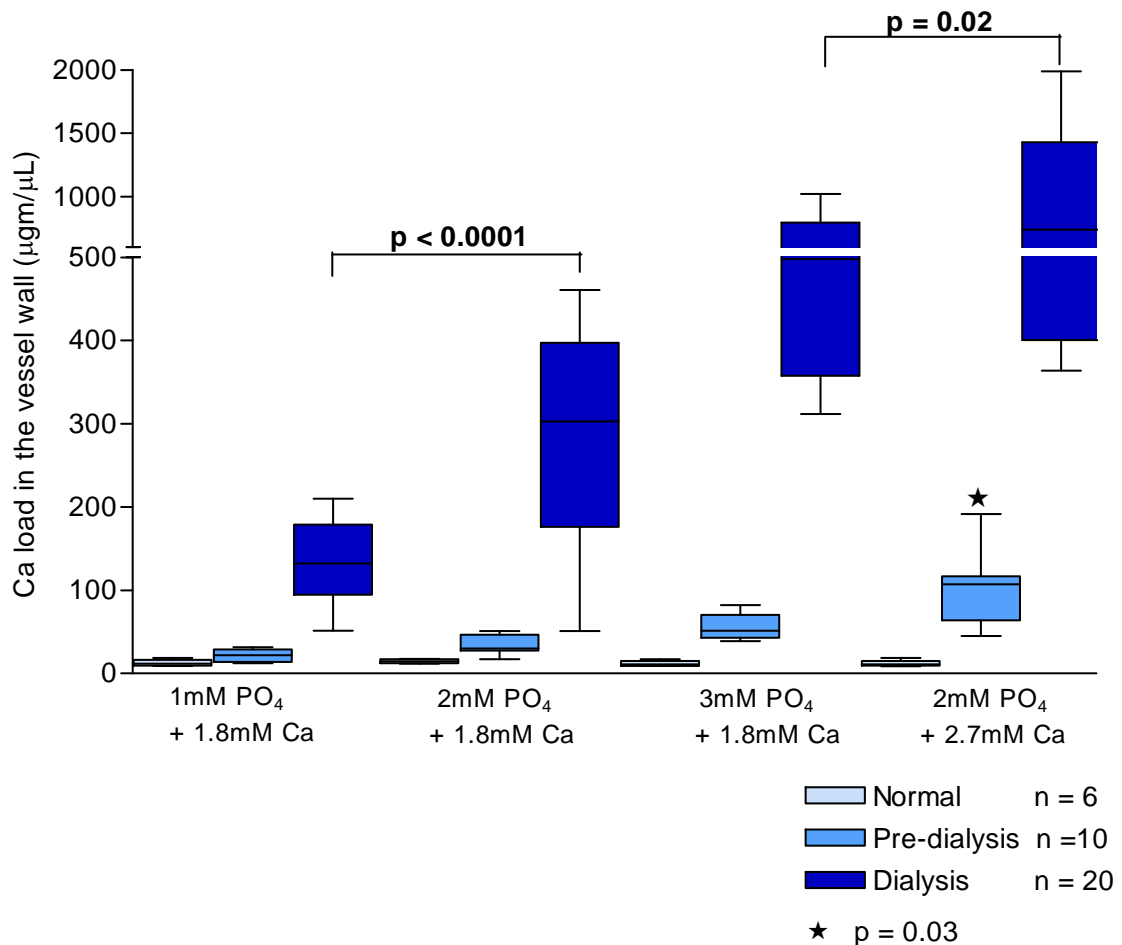 p = 0.02
2000
1500
1000
500
400
300
200
100
0
Ca load in the vessel wall (μgm/μL)
p < 0.0001
★
1mM PO₄
+ 1.8mM Ca
2mM PO₄
+ 1.8mM Ca
3mM PO₄
+ 1.8mM Ca
2mM PO₄
+ 2.7mM Ca
Normal n = 6
Pre-dialysis n =10
Dialysis n = 20
★ p = 0.03